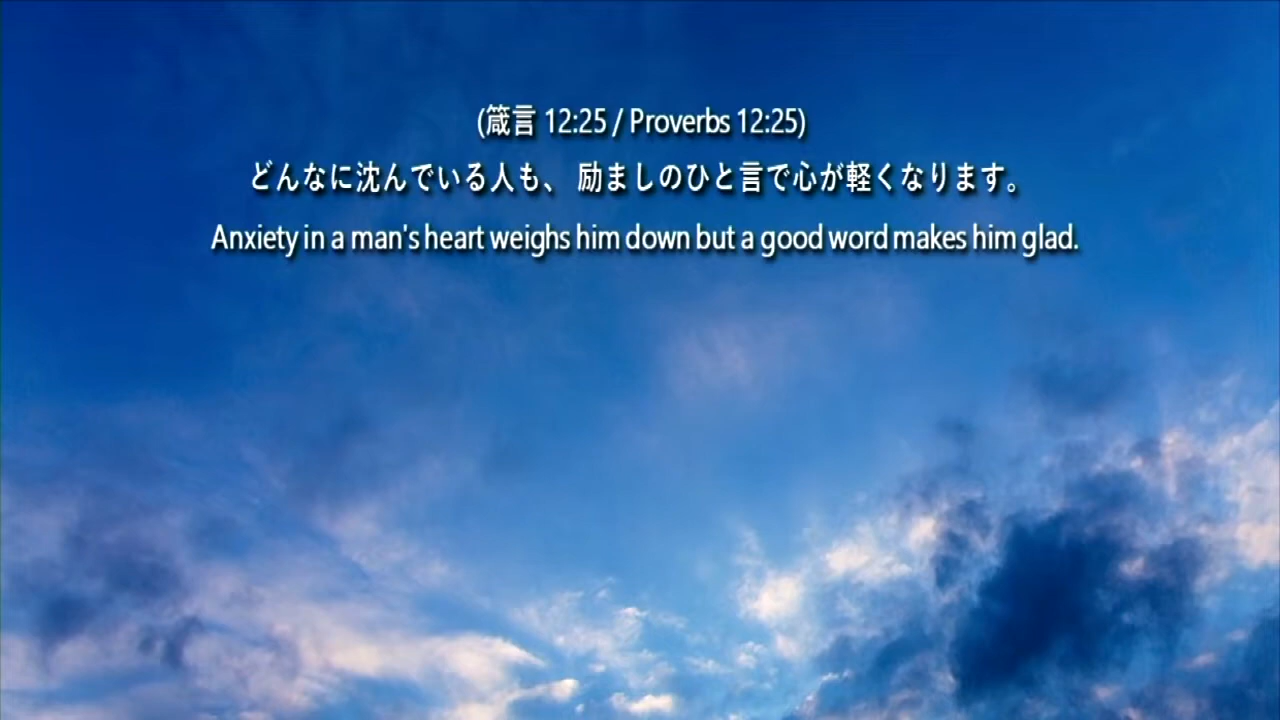 (箴言 12:25 / Proverbs 12:25)
どんなに沈んでいる人も、 励ましのひと言で心が軽くなります。
Anxiety in a man's heart weighs him down but a good word makes him glad.